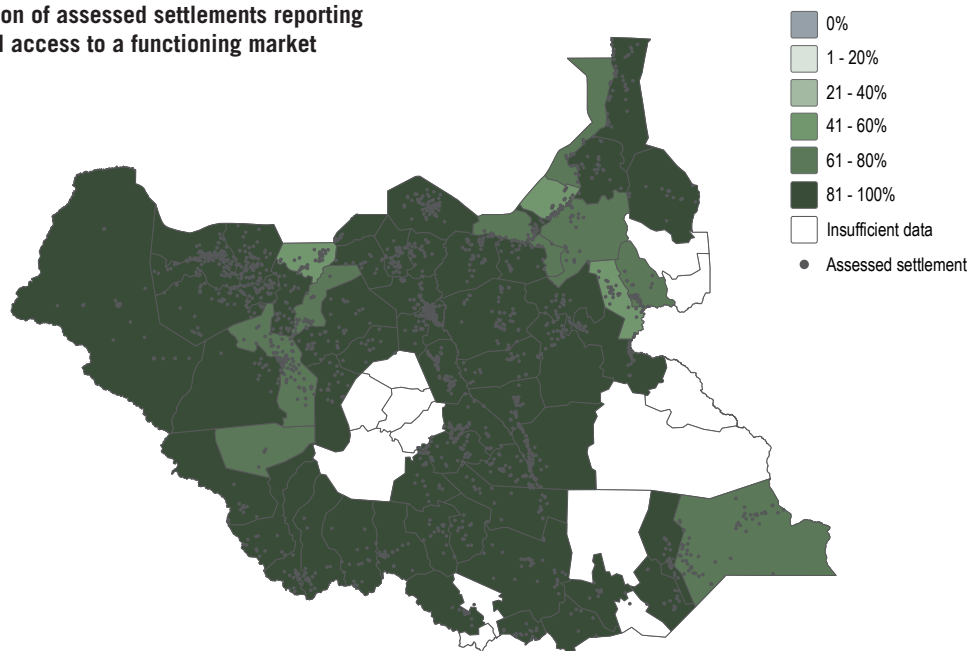 on of assessed settlements reporting
access to a functioning market
0%
1 - 20%
21 - 40%
41 - 60%
61 - 80%
81 - 100%
Insufficient data
Assessed settlement